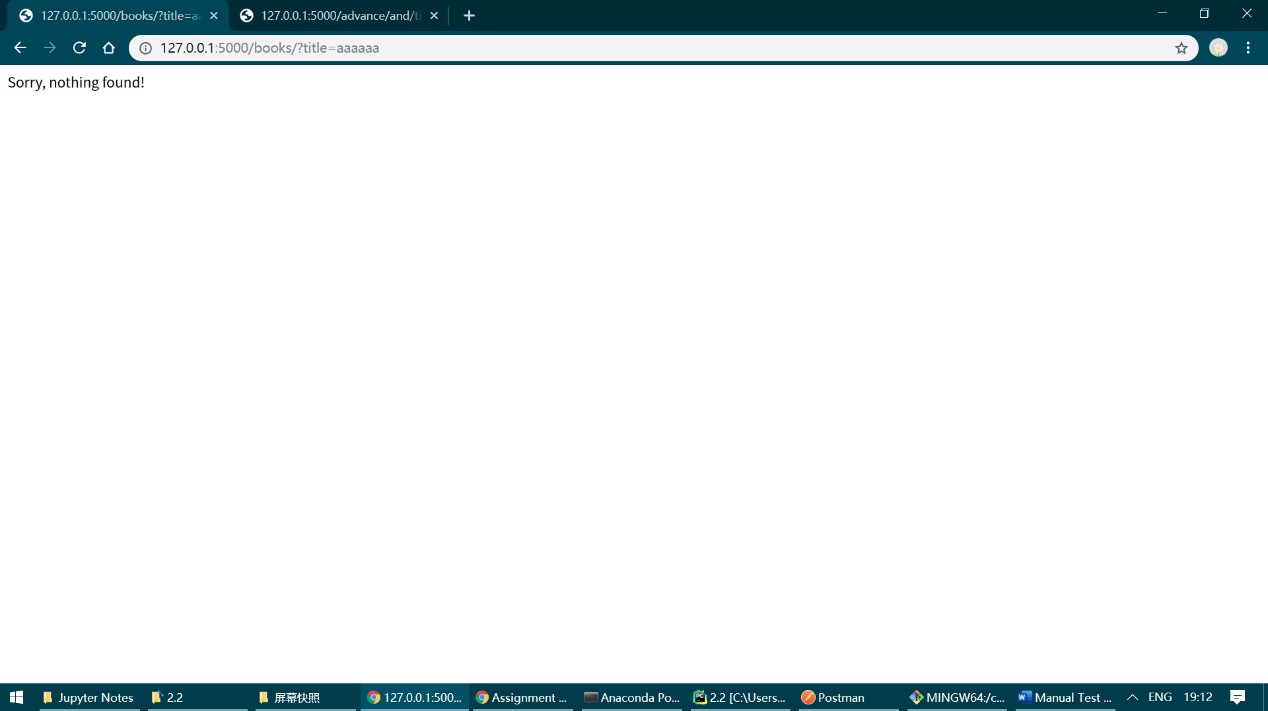 127.0.0.1:5000/books/?title=aa
127.0.0.1:5000/advance/and/ti
127.0.0.1:5000/books/?title=aaaaaa
Sorry, nothing found!
Jupyter Notes
2.2
屏幕快照
127.0.0.1:500...
Assignment ...
Anaconda Po...
2.2 [C:\Users...
Postman
MINGW64:/c...
Manual Test ...
ENG
19:12